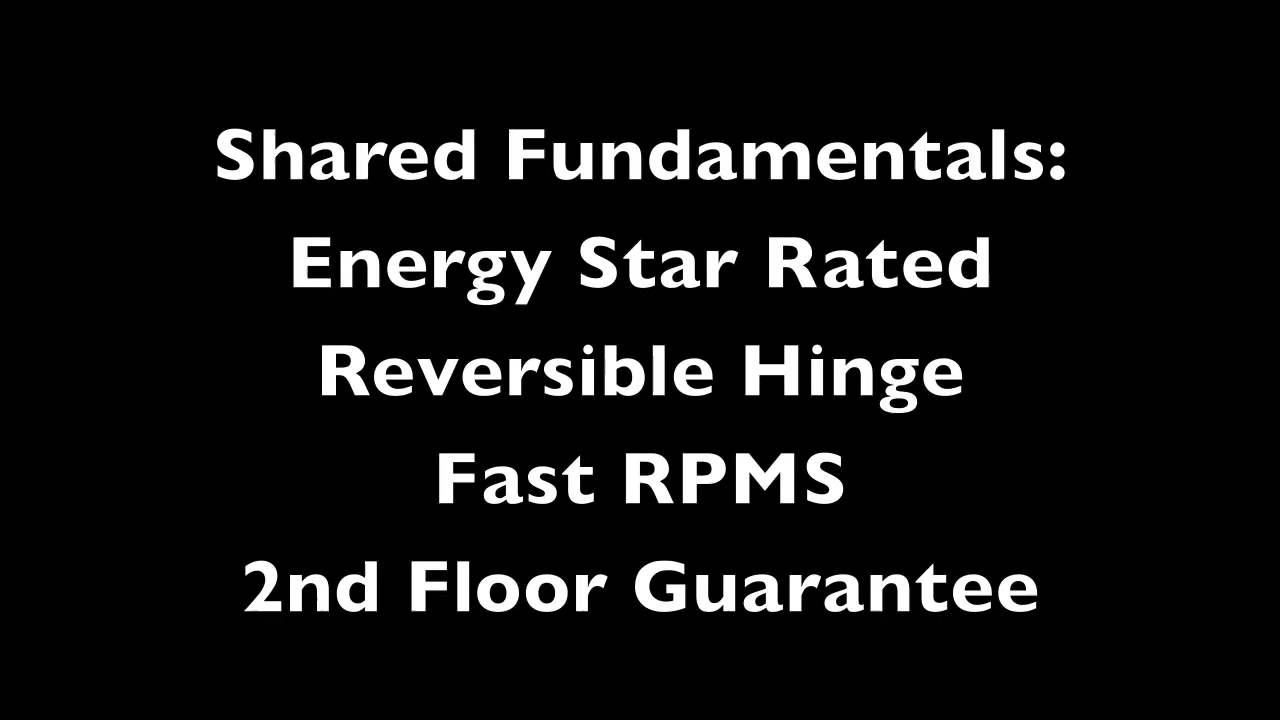 Shared Fundamentals:
Energy Star Rated
Reversible Hinge
Fast RPMS
2nd Floor Guarantee